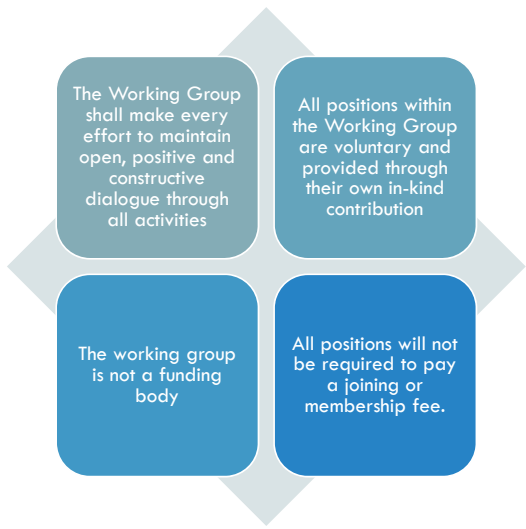 The Working Group
shall make every
effort to maintain
open, positive and
constructive
dialogue through
all activities
All positions within
the Working Group
are voluntary and
provided through
their own in-kind
contribution
The working group
is not a funding
body
All positions will not
be required to pay
a joining or
membership fee.